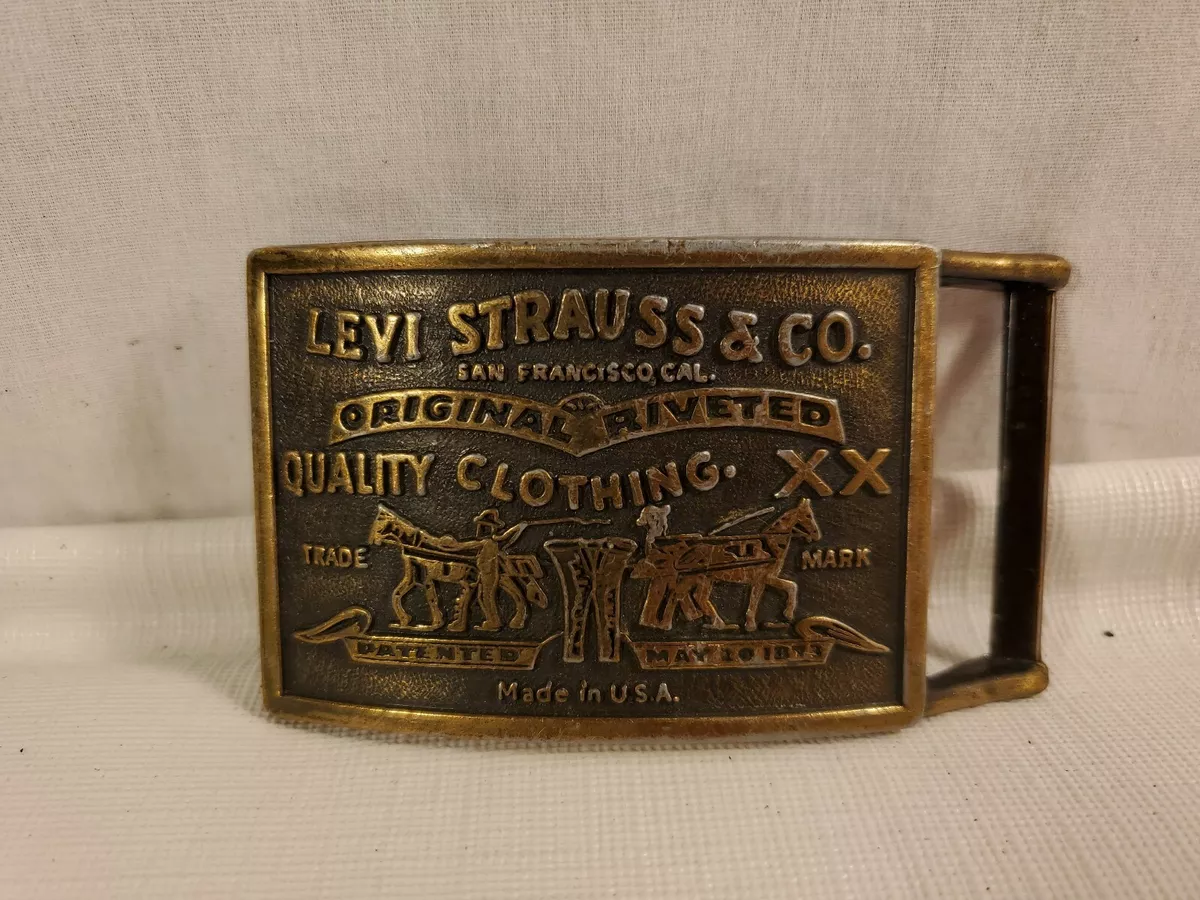 LEVI STRAUSS & CO.
SAN FRANCISCO, CAL.
ORIGINAL RIVETED
QUALITY CLOTHING. XX
TRADE MARK
PATENTED MAY 20 1873
Made in U.S.A.